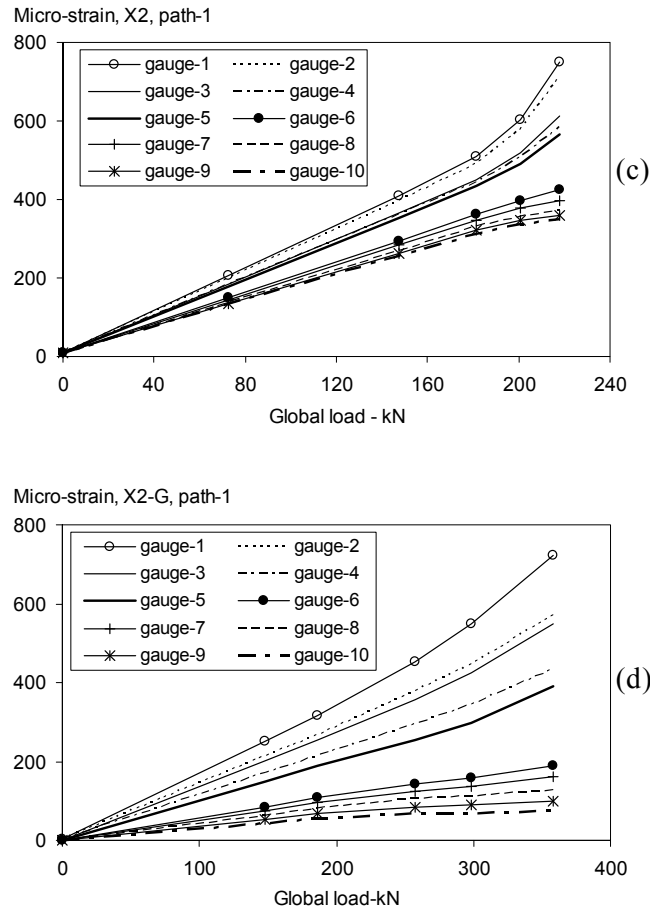 Micro-strain, X2, path-1
800
600
400
200
0
gauge-1 gauge-2
gauge-3 gauge-4
gauge-5 gauge-6
gauge-7 gauge-8
gauge-9 gauge-10
(c)
0 40 80 120 160 200 240
Global load - kN
Micro-strain, X2-G, path-1
800
600
400
200
0
gauge-1 gauge-2
gauge-3 gauge-4
gauge-5 gauge-6
gauge-7 gauge-8
gauge-9 gauge-10
(d)
0 100 200 300 400
Global load-kN